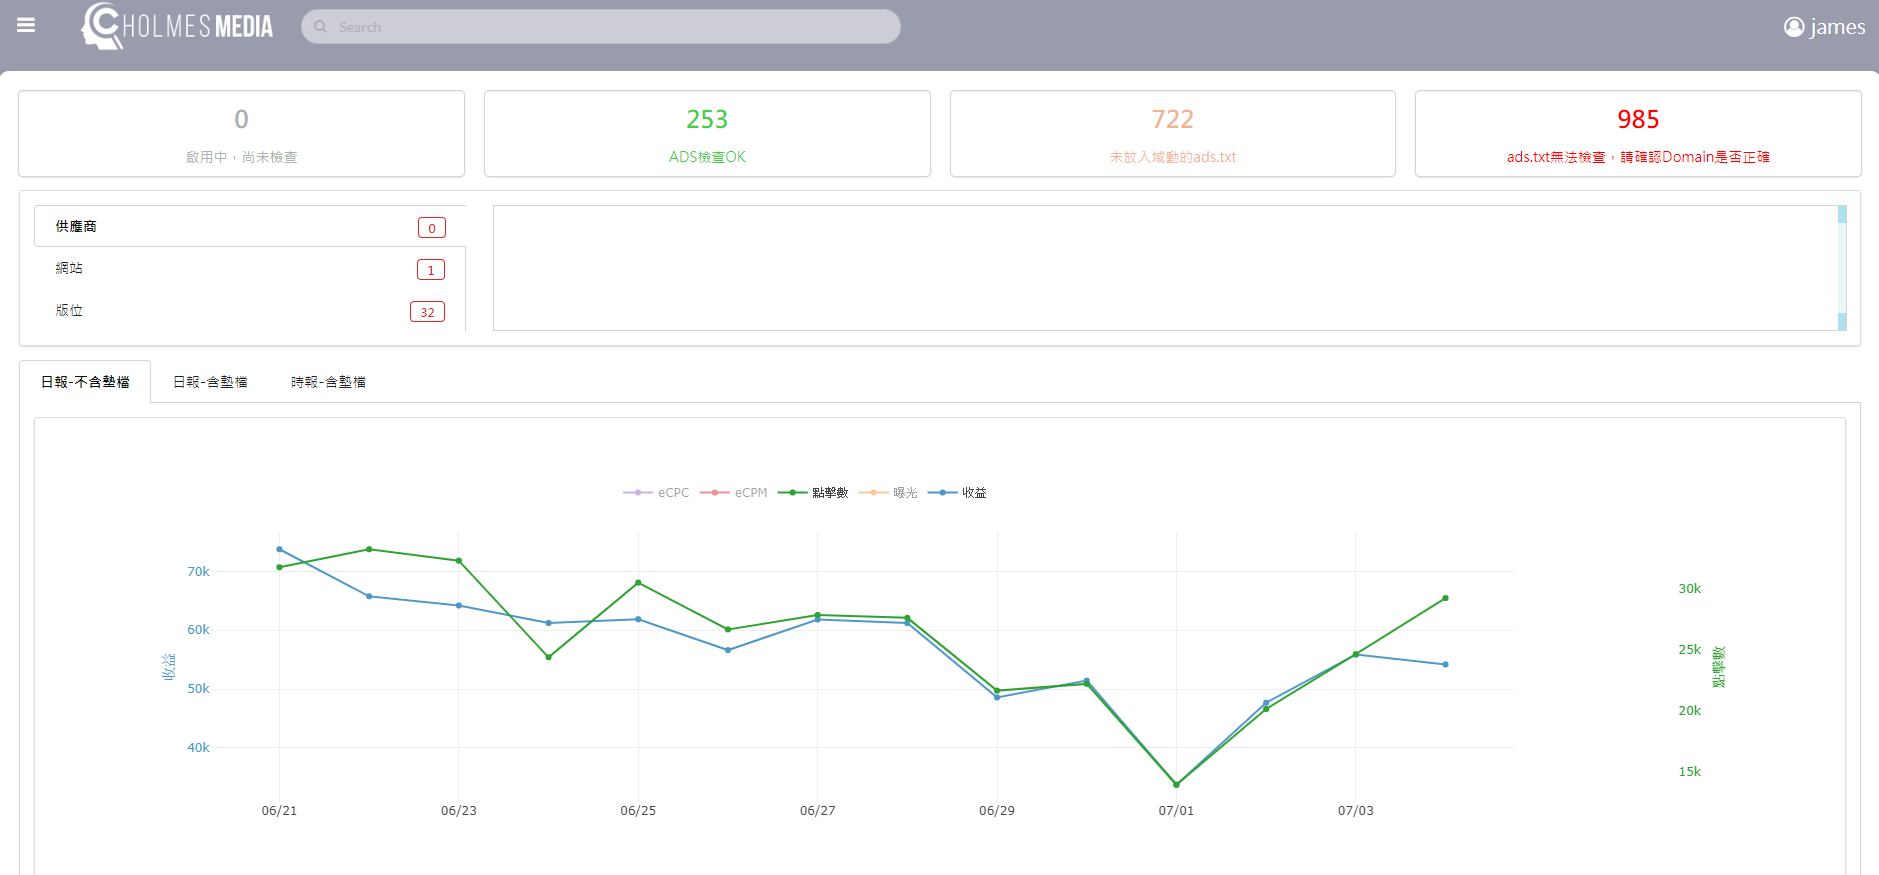 CHOLMES MEDIA
Search
james
0
啟用中，尚未檢查
253
ADS檢查OK
722
未放入域動的ads.txt
985
ads.txt無法檢查，請確認Domain是否正確
供應商 0
網站 1
版位 32
日報-不含墊檔 日報-含墊檔 時報-含墊檔
eCPC eCPM 點擊數 曝光 收益
70k
60k
50k
40k
收益
30k
25k
20k
15k
點擊數
06/21 06/23 06/25 06/27 06/29 07/01 07/03